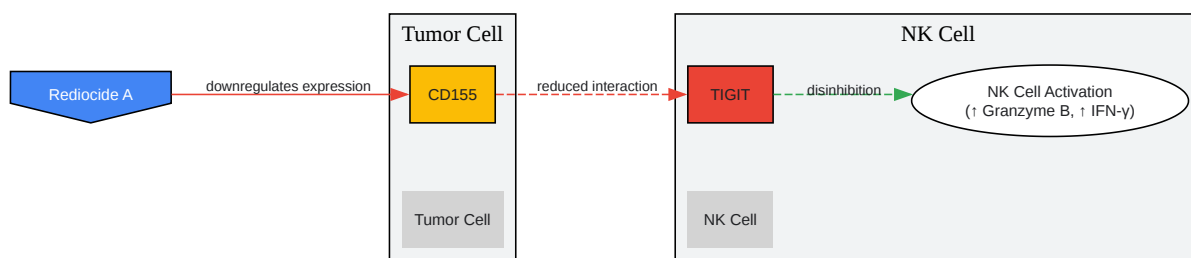 Tumor Cell
NK Cell
Rediocide A
downregulates expression
CD155
reduced interaction
TIGIT
disinhibition
NK Cell Activation
(↑ Granzyme B, ↑ IFN-γ)
Tumor Cell
NK Cell